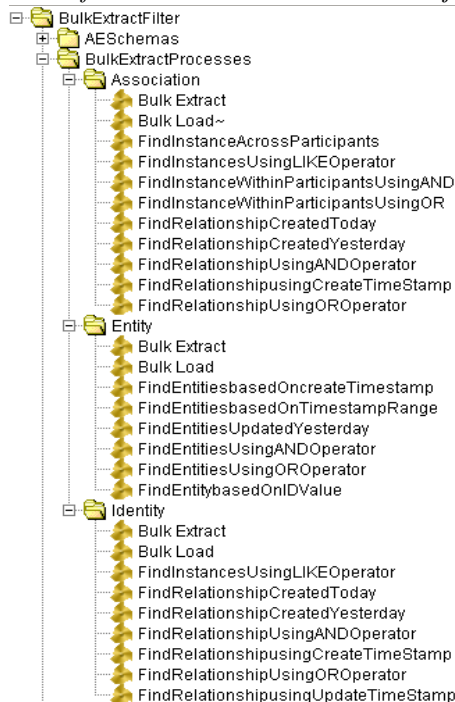 BulkExtractFilter
AESchemas
BulkExtractProcesses
Association
Bulk Extract
Bulk Load~
FindInstanceAcrossParticipants
FindInstancesUsingLIKEOperator
FindInstanceWithinParticipantsUsingAND
FindInstanceWithinParticipantsUsingOR
FindRelationshipCreatedToday
FindRelationshipCreatedYesterday
FindRelationshipUsingANDOperator
FindRelationshipusingCreateTimeStamp
FindRelationshipUsingOROperator
Entity
Bulk Extract
Bulk Load
FindEntitiesbasedOncreateTimestamp
FindEntitiesbasedOnTimestampRange
FindEntitiesUpdatedYesterday
FindEntitiesUsingANDOperator
FindEntitiesUsingOROperator
FindEntitybasedOnIDValue
Identity
Bulk Extract
Bulk Load
FindInstancesUsingLIKEOperator
FindRelationshipCreatedToday
FindRelationshipCreatedYesterday
FindRelationshipUsingANDOperator
FindRelationshipusingCreateTimeStamp
FindRelationshipUsingOROperator
FindRelationshipusingUpdateTimeStamp